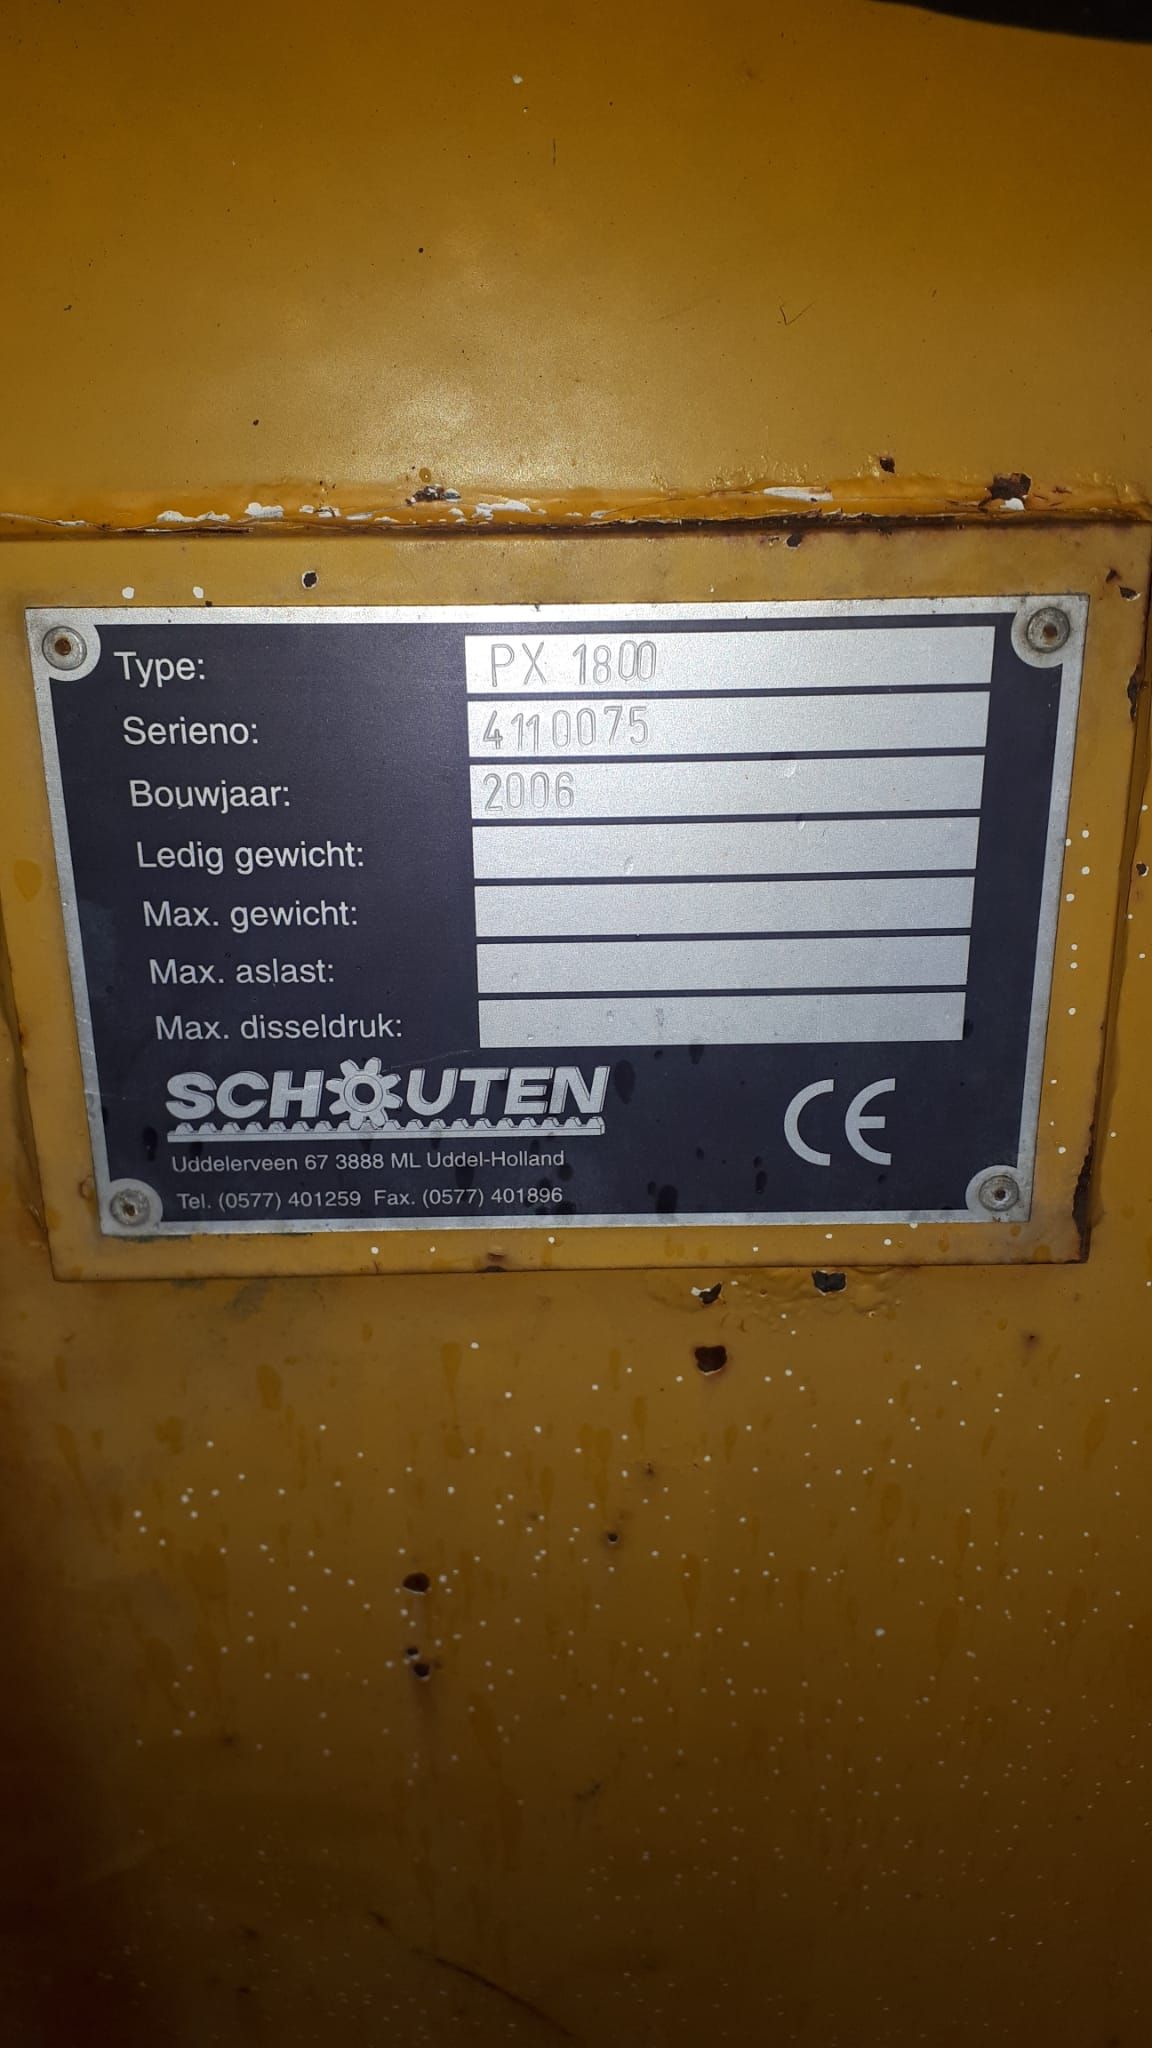 Type: PX 1800
Serieno: 4110075
Bouwjaar: 2006
Ledig gewicht:
Max. gewicht:
Max. aslast:
Max. disseldruk:
SCHOUTEN
CE
Uddelerveen 67 3888 ML Uddel-Holland
Tel. (0577) 401259 Fax. (0577) 401896